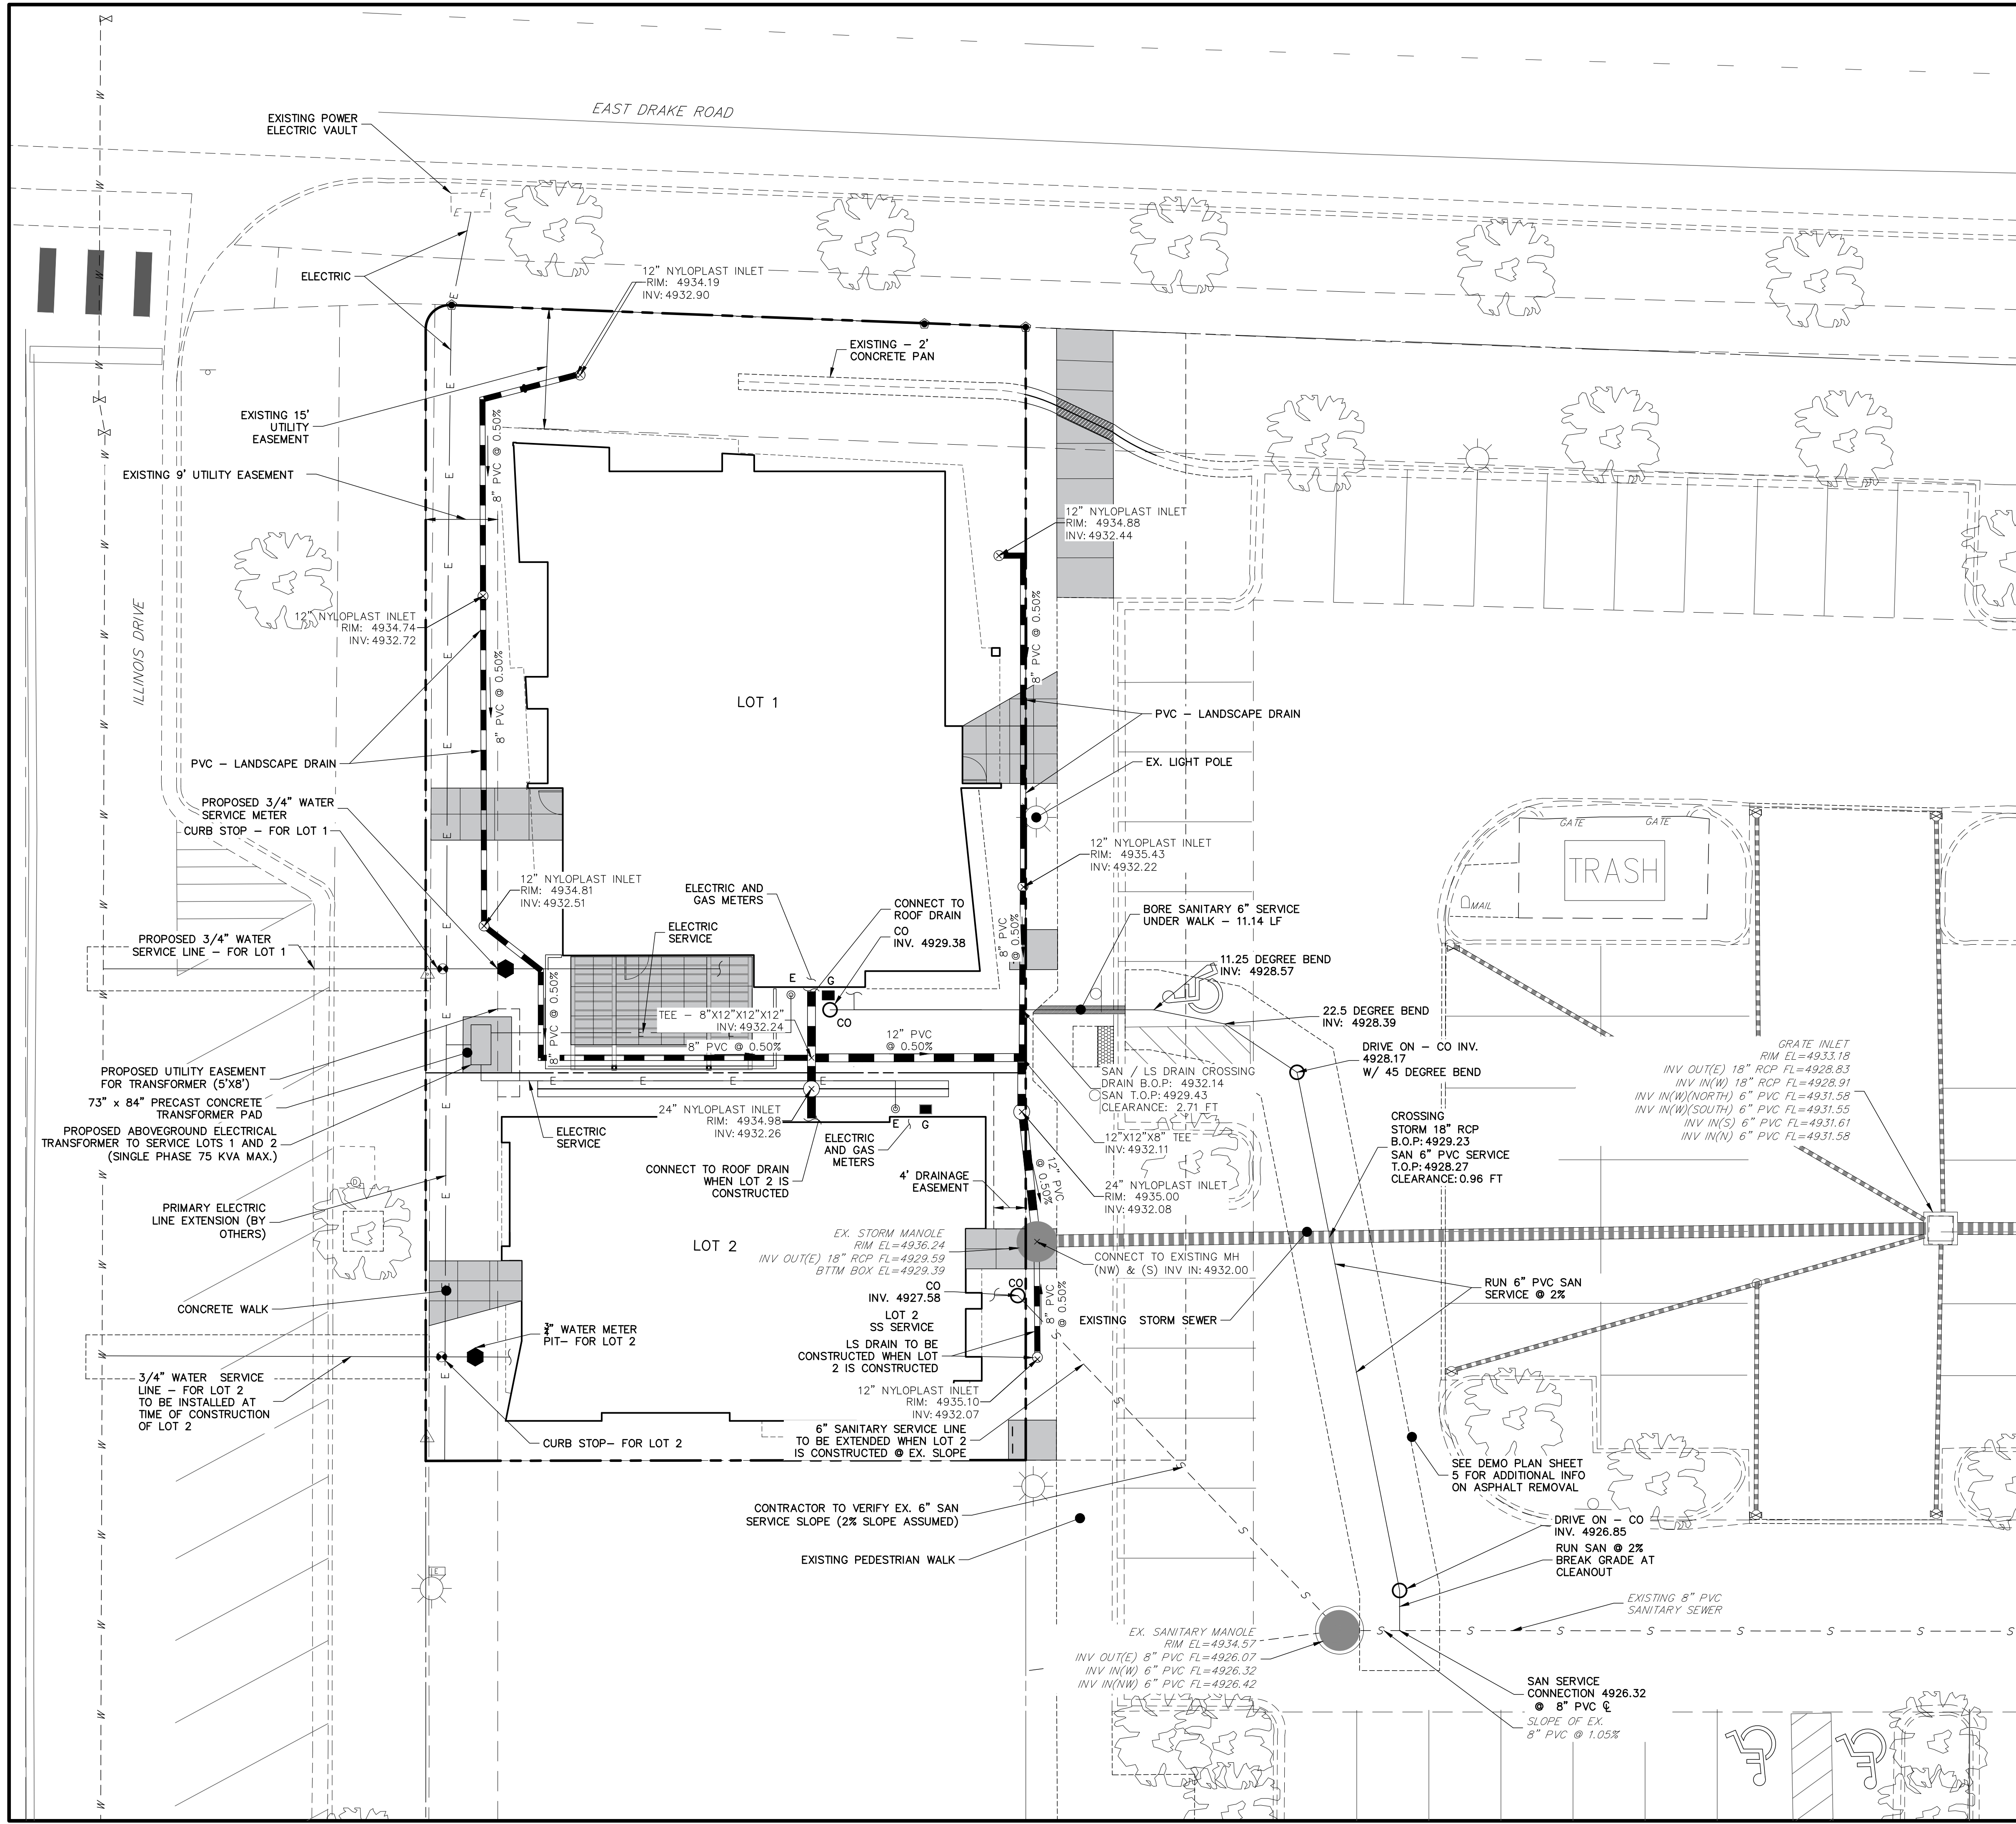 EAST DRAKE ROAD
EXISTING POWER
ELECTRIC VAULT
E
E
E
ELECTRIC
12" NYLOPLAST INLET
RIM: 4934.19
INV: 4932.90
EXISTING – 2'
CONCRETE PAN
EXISTING 15'
UTILITY
EASEMENT
EXISTING 9' UTILITY EASEMENT
8" PVC @ 0.50%
12" NYLOPLAST INLET
RIM: 4934.88
INV: 4932.44
ILLINOIS DRIVE
12" NYLOPLAST INLET
RIM: 4934.74
INV: 4932.72
8" PVC @ 0.50%
8" PVC @ 0.50%
LOT 1
PVC – LANDSCAPE DRAIN
PVC – LANDSCAPE DRAIN
EX. LIGHT POLE
PROPOSED 3/4" WATER
SERVICE METER
CURB STOP – FOR LOT 1
GATE
GATE
TRASH
MAIL
12" NYLOPLAST INLET
RIM: 4935.43
INV: 4932.22
12" NYLOPLAST INLET
RIM: 4934.81
INV: 4932.51
ELECTRIC AND
GAS METERS
CONNECT TO
ROOF DRAIN
CO
INV. 4929.38
ELECTRIC
SERVICE
BORE SANITARY 6" SERVICE
UNDER WALK – 11.14 LF
PROPOSED 3/4" WATER
SERVICE LINE – FOR LOT 1
8" PVC
@ 0.50%
11.25 DEGREE BEND
INV: 4928.57
E
G
CO
8" PVC @ 0.50%
TEE – 8"X12"X12"X12"
INV: 4932.24
8" PVC @ 0.50%
12" PVC
@ 0.50%
22.5 DEGREE BEND
INV: 4928.39
DRIVE ON – CO INV.
4928.17
W/ 45 DEGREE BEND
GRATE INLET
RIM EL=4933.18
INV OUT(E) 18" RCP FL=4928.83
INV IN(W) 18" RCP FL=4928.91
INV IN(W)(NORTH) 6" PVC FL=4931.58
INV IN(W)(SOUTH) 6" PVC FL=4931.55
INV IN(S) 6" PVC FL=4931.61
INV IN(N) 6" PVC FL=4931.58
PROPOSED UTILITY EASEMENT
FOR TRANSFORMER (5'X8')
73" x 84" PRECAST CONCRETE
TRANSFORMER PAD
PROPOSED ABOVEGROUND ELECTRICAL
TRANSFORMER TO SERVICE LOTS 1 AND 2
(SINGLE PHASE 75 KVA MAX.)
SAN / LS DRAIN CROSSING
DRAIN B.O.P: 4932.14
SAN T.O.P: 4929.43
CLEARANCE: 2.71 FT
24" NYLOPLAST INLET
RIM: 4934.98
INV: 4932.26
ELECTRIC
SERVICE
E
G
ELECTRIC
AND GAS
METERS
CONNECT TO ROOF DRAIN
WHEN LOT 2 IS
CONSTRUCTED
4' DRAINAGE
EASEMENT
12"X12"X8" TEE
INV: 4932.11
12" PVC
@ 0.50%
24" NYLOPLAST INLET
RIM: 4935.00
INV: 4932.08
CROSSING
STORM 18" RCP
B.O.P: 4929.23
SAN 6" PVC SERVICE
T.O.P: 4928.27
CLEARANCE: 0.96 FT
PRIMARY ELECTRIC
LINE EXTENSION (BY
OTHERS)
LOT 2
EX. STORM MANOLE
RIM EL=4936.24
INV OUT(E) 18" RCP FL=4929.59
BTTM BOX EL=4929.39
CONNECT TO EXISTING MH
(NW) & (S) INV IN: 4932.00
CO
INV. 4927.58
CO
LOT 2
SS SERVICE
8" PVC
@ 0.50%
EXISTING STORM SEWER
RUN 6" PVC SAN
SERVICE @ 2%
CONCRETE WALK
¾" WATER METER
PIT– FOR LOT 2
LS DRAIN TO BE
CONSTRUCTED WHEN LOT
2 IS CONSTRUCTED
3/4" WATER SERVICE
LINE – FOR LOT 2
TO BE INSTALLED AT
TIME OF CONSTRUCTION
OF LOT 2
12" NYLOPLAST INLET
RIM: 4935.10
INV: 4932.07
CURB STOP– FOR LOT 2
6" SANITARY SERVICE LINE
TO BE EXTENDED WHEN LOT 2
IS CONSTRUCTED @ EX. SLOPE
SEE DEMO PLAN SHEET
5 FOR ADDITIONAL INFO
ON ASPHALT REMOVAL
CONTRACTOR TO VERIFY EX. 6" SAN
SERVICE SLOPE (2% SLOPE ASSUMED)
DRIVE ON – CO
INV. 4926.85
RUN SAN @ 2%
BREAK GRADE AT
CLEANOUT
EXISTING PEDESTRIAN WALK
EXISTING 8" PVC
SANITARY SEWER
EX. SANITARY MANOLE
RIM EL=4934.57
INV OUT(E) 8" PVC FL=4926.07
INV IN(W) 6" PVC FL=4926.32
INV IN(NW) 6" PVC FL=4926.42
SAN SERVICE
CONNECTION 4926.32
@ 8" PVC ℄
SLOPE OF EX.
8" PVC @ 1.05%